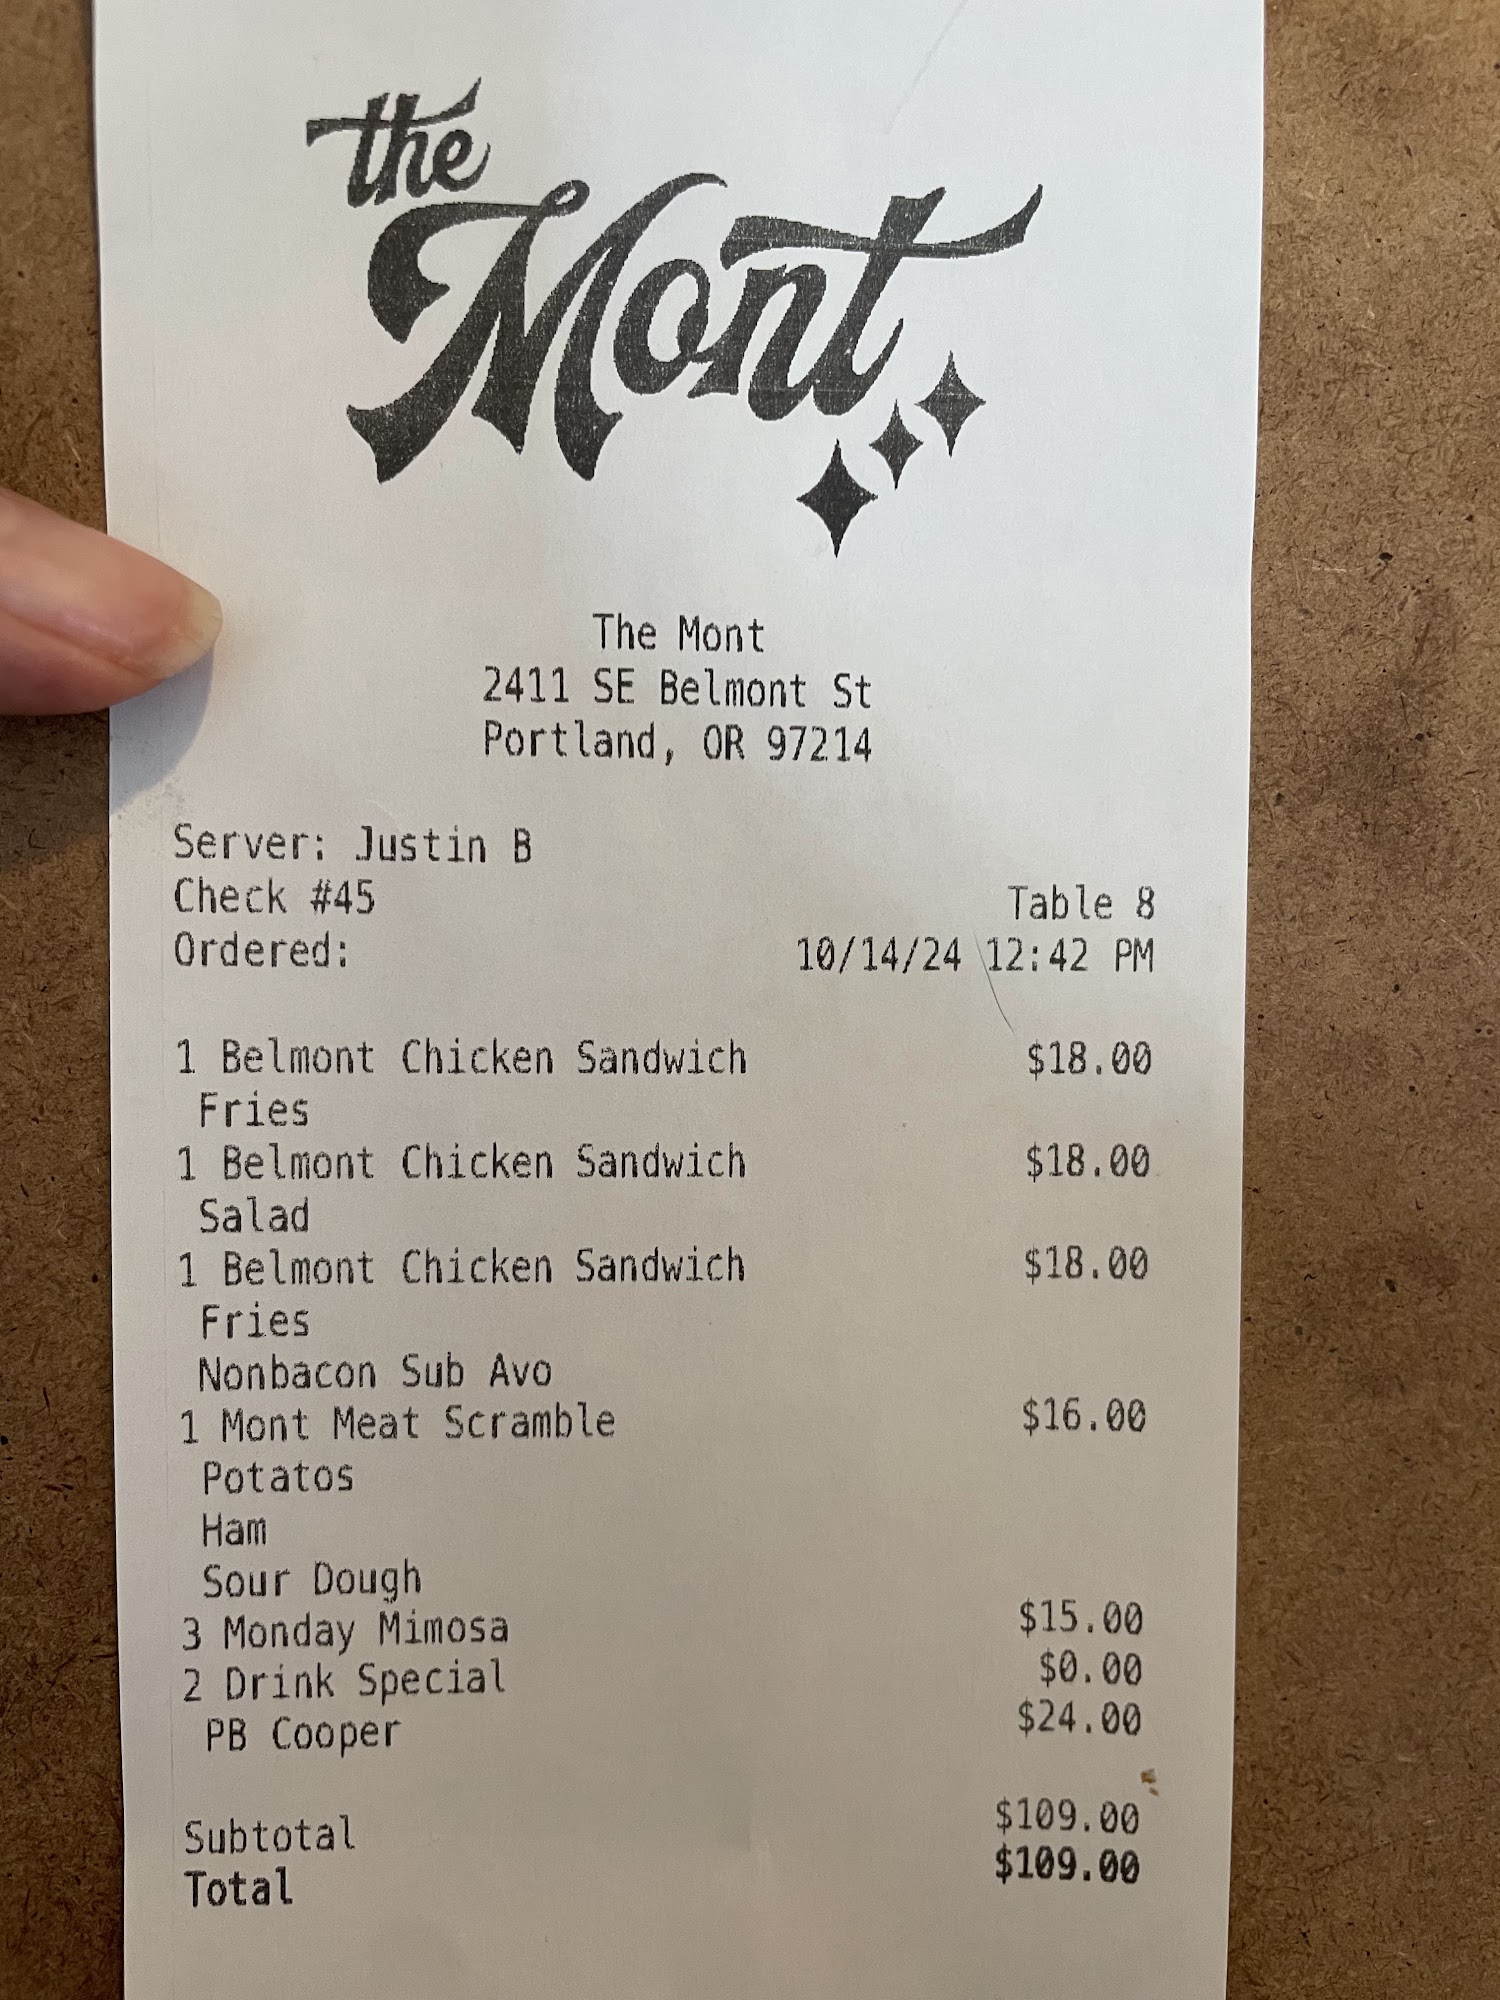 the
Mont
The Mont
2411 SE Belmont St
Portland, OR 97214
Server: Justin B
Check #45 Table 8
Ordered: 10/14/24 12:42 PM
1 Belmont Chicken Sandwich $18.00
Fries
1 Belmont Chicken Sandwich $18.00
Salad
1 Belmont Chicken Sandwich $18.00
Fries
Nonbacon Sub Avo
1 Mont Meat Scramble $16.00
Potatos
Ham
Sour Dough
3 Monday Mimosa $15.00
2 Drink Special $0.00
PB Cooper $24.00
Subtotal $109.00
Total $109.00